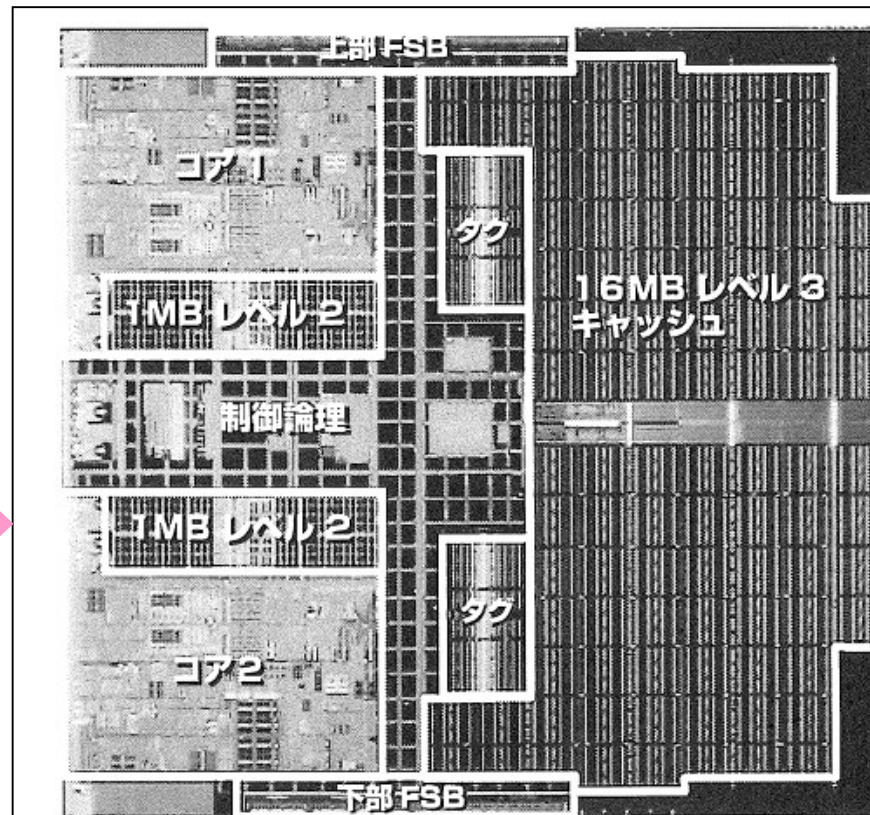 上部 FSB
コア 1
タグ
1MB レベル 2
16MB レベル 3
キャッシュ
制御論理
1MB レベル 2
タグ
コア2
下部 FSB